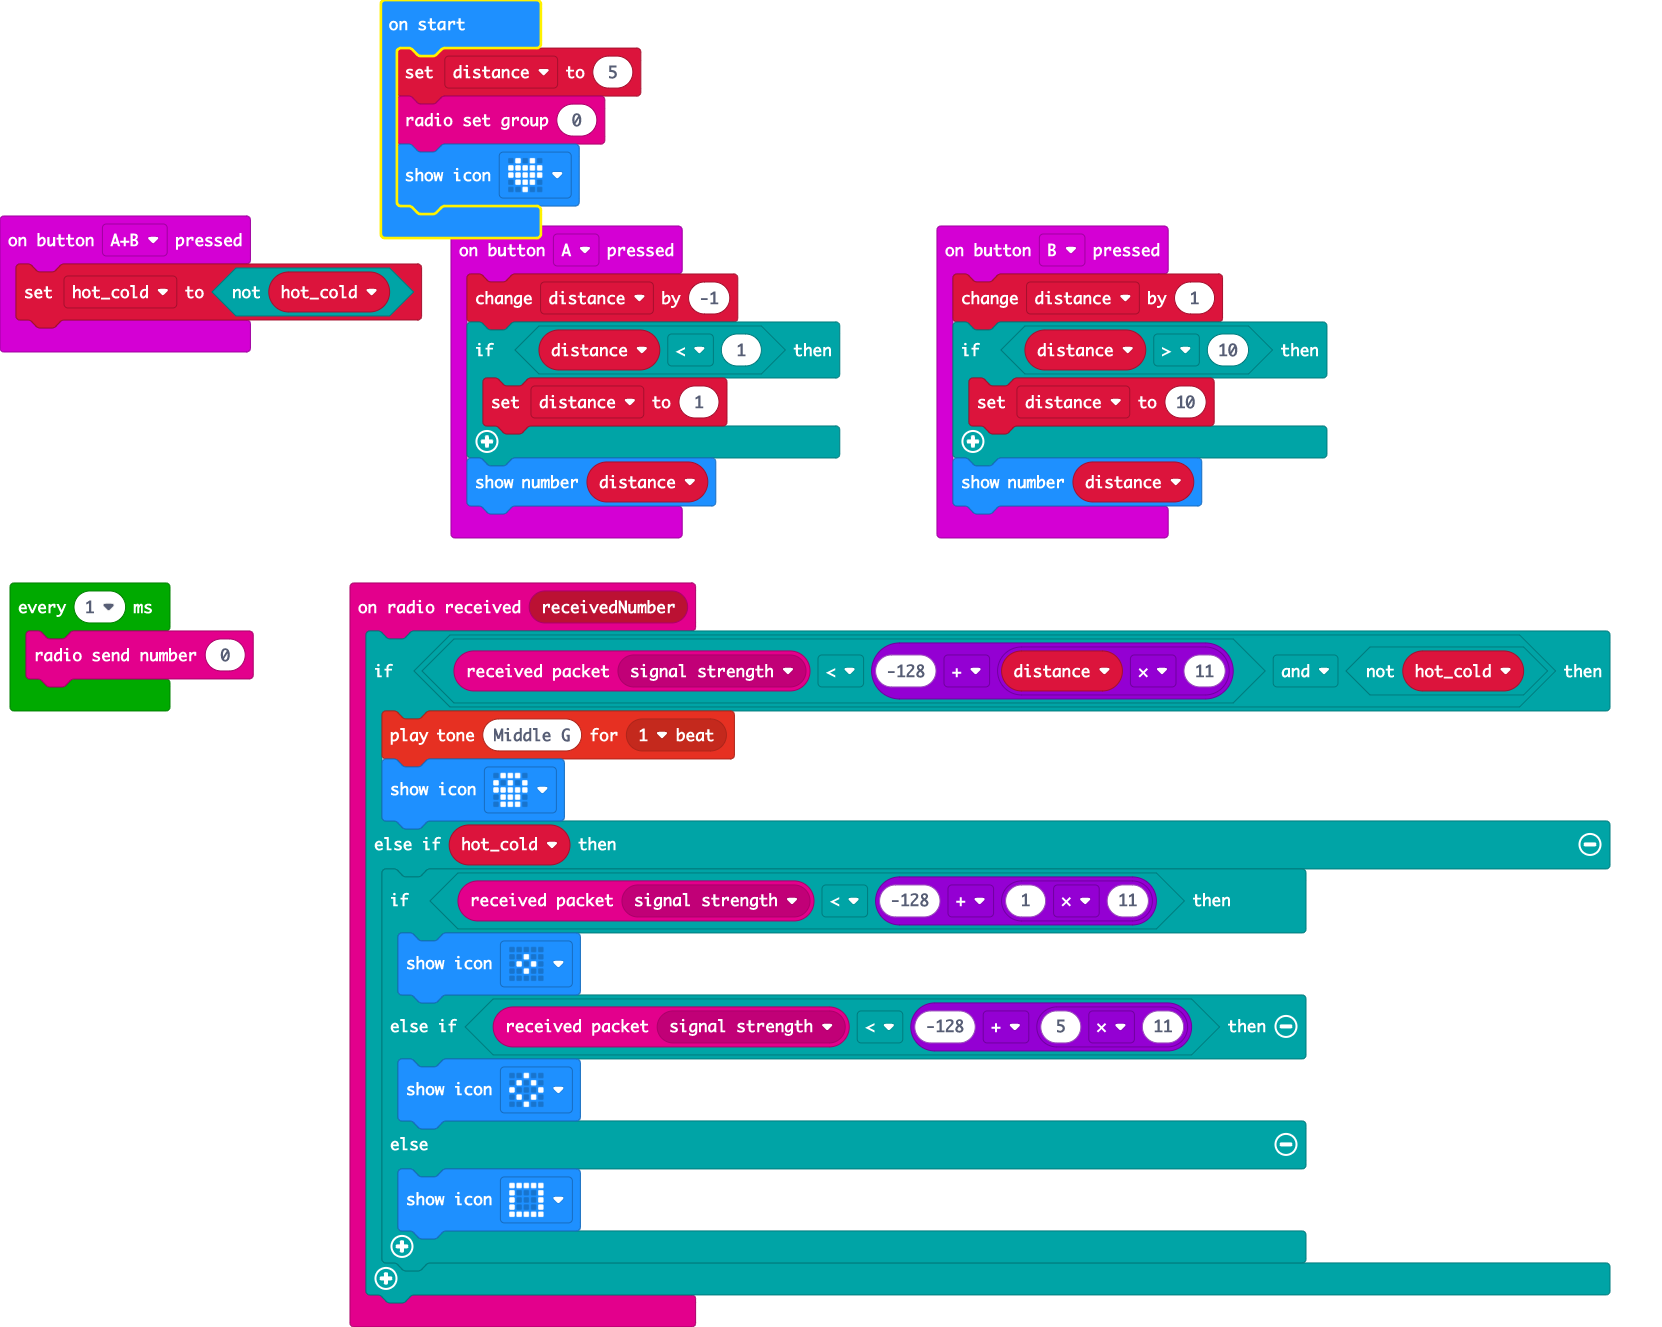 on start
set distance to 5
radio set group 0
show icon
on button A+B pressed
set hot_cold to not hot_cold
on button A pressed
change distance by -1
if distance < 1 then
set distance to 1
show number distance
on button B pressed
change distance by 1
if distance > 10 then
set distance to 10
show number distance
every 1 ms
radio send number 0
on radio received receivedNumber
if received packet signal strength < -128 + distance × 11 and not hot_cold then
play tone Middle G for 1 beat
show icon
else if hot_cold then
if received packet signal strength < -128 + 1 × 11 then
show icon
else if received packet signal strength < -128 + 5 × 11 then
show icon
else
show icon